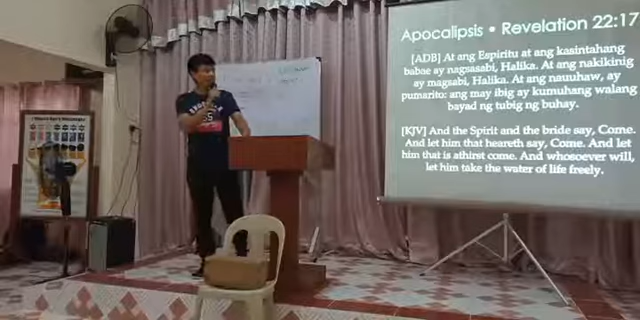 Apocalipsis • Revelation 22:17
[ADB] At ang Espiritu at ang kasintahang
babae ay nagsasabi, Halika. At ang nakikinig
ay magsabi, Halika. At ang nauuhaw, ay
pumarito: ang may ibig ay kumuhang walang
bayad ng tubig ng buhay.
[KJV] And the Spirit and the bride say, Come.
And let him that heareth say, Come. And let
him that is athirst come. And whosoever will,
let him take the water of life freely.